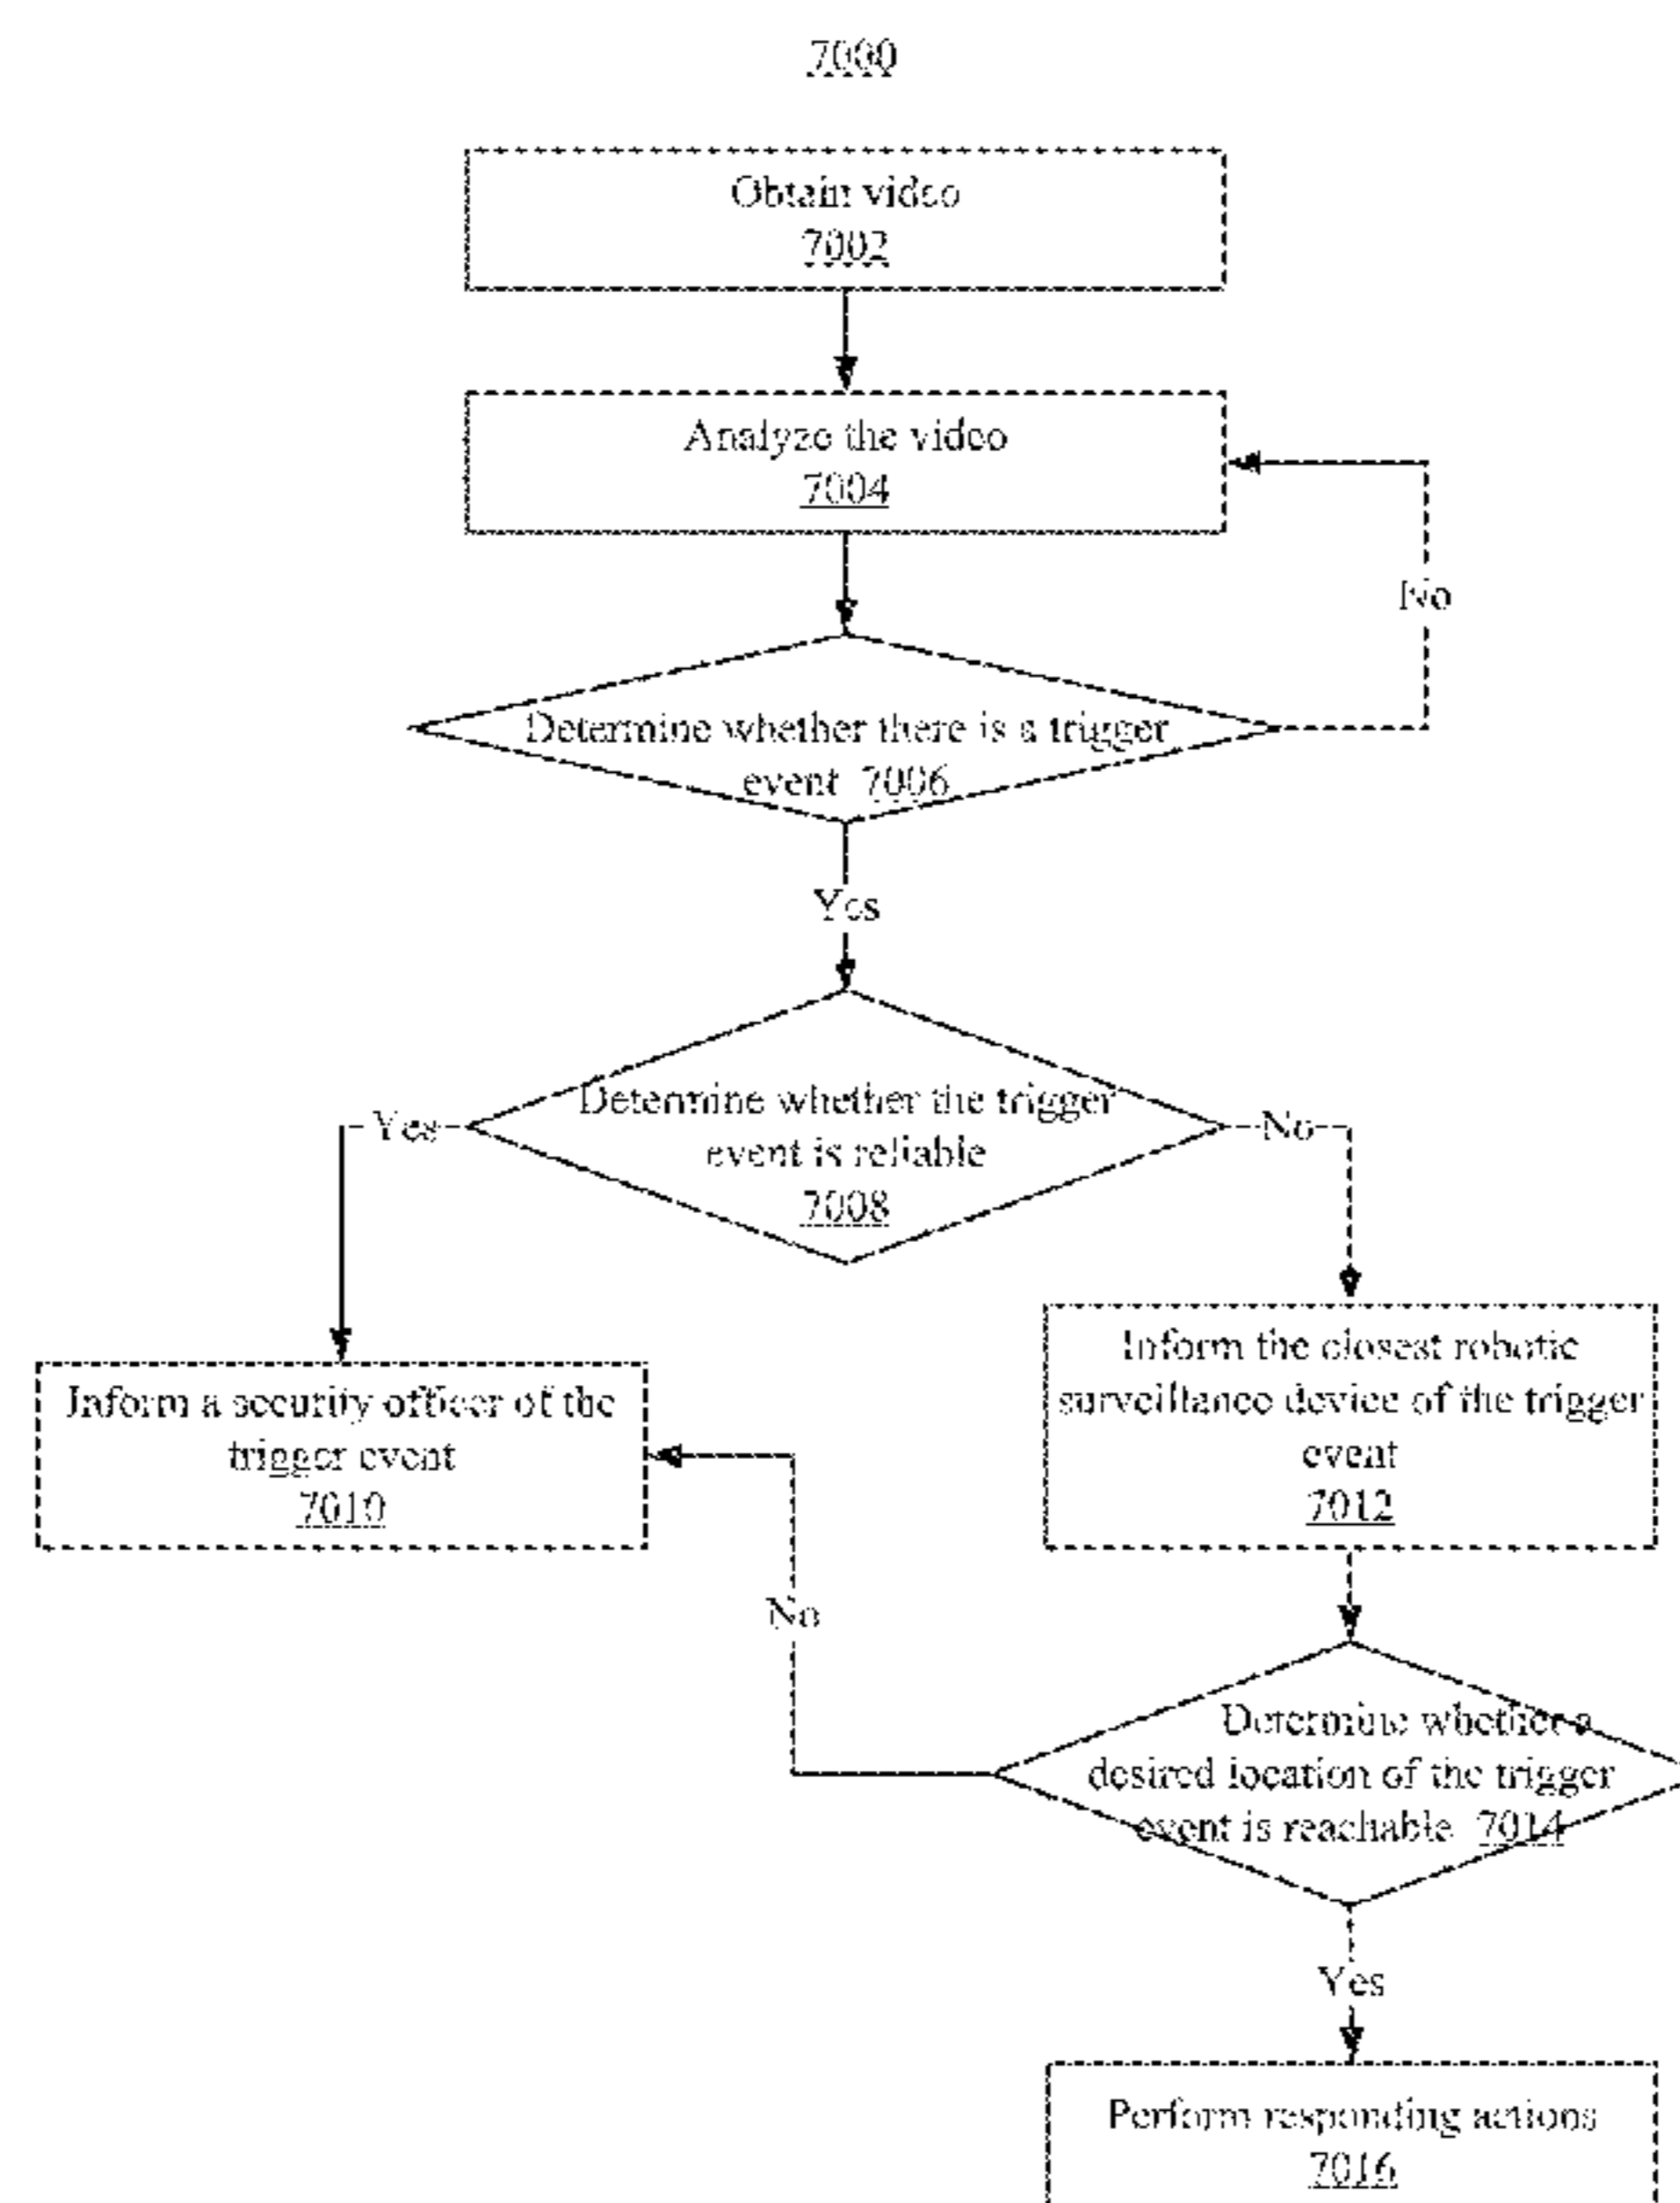 7000
Obtain video
7002
Analyze the video
7004
No
Determine whether there is a trigger
event 7006
Yes
Determine whether the trigger
event is reliable
7008
Yes
No
Inform a security officer of the
trigger event
7010
Inform the closest robotic
surveillance device of the trigger
event
7012
No
Determine whether a
desired location of the trigger
event is reachable 7014
Yes
Perform responding actions
7016